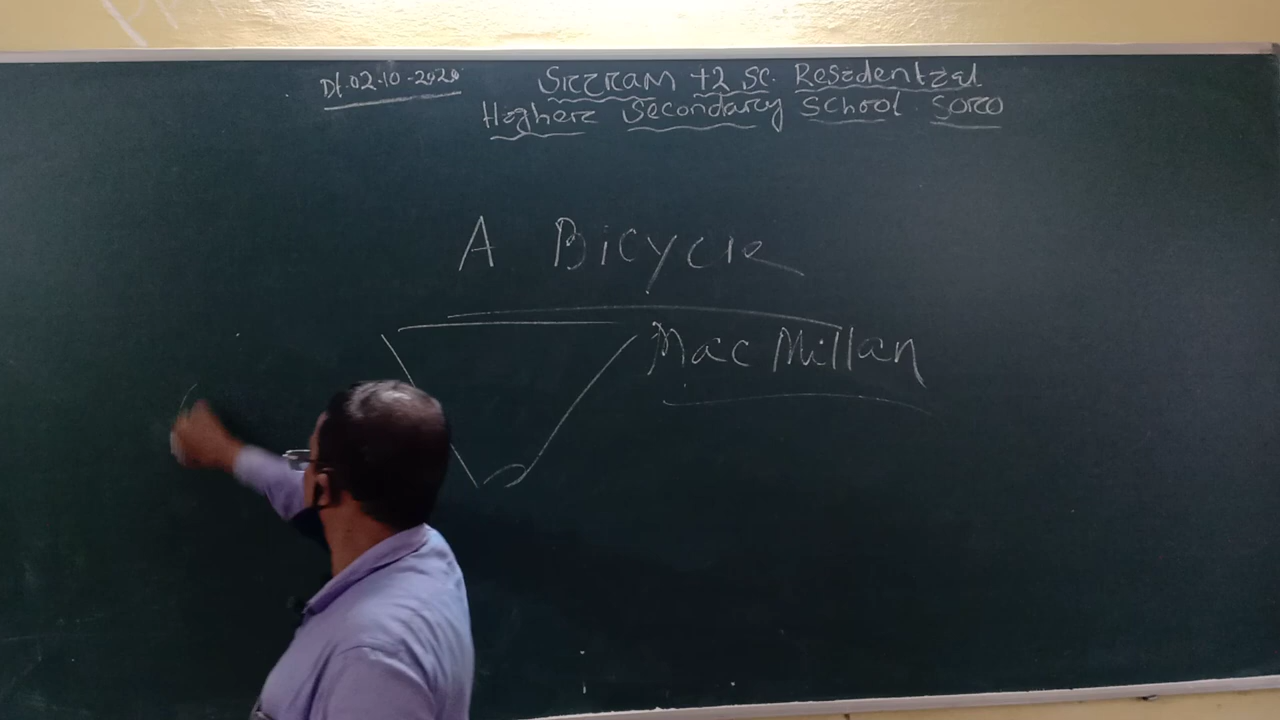 Dt.02.10.2020
SRIRAM +2 SC. Residential
Higher Secondary School. Soro
A Bicycle
Mac Millan